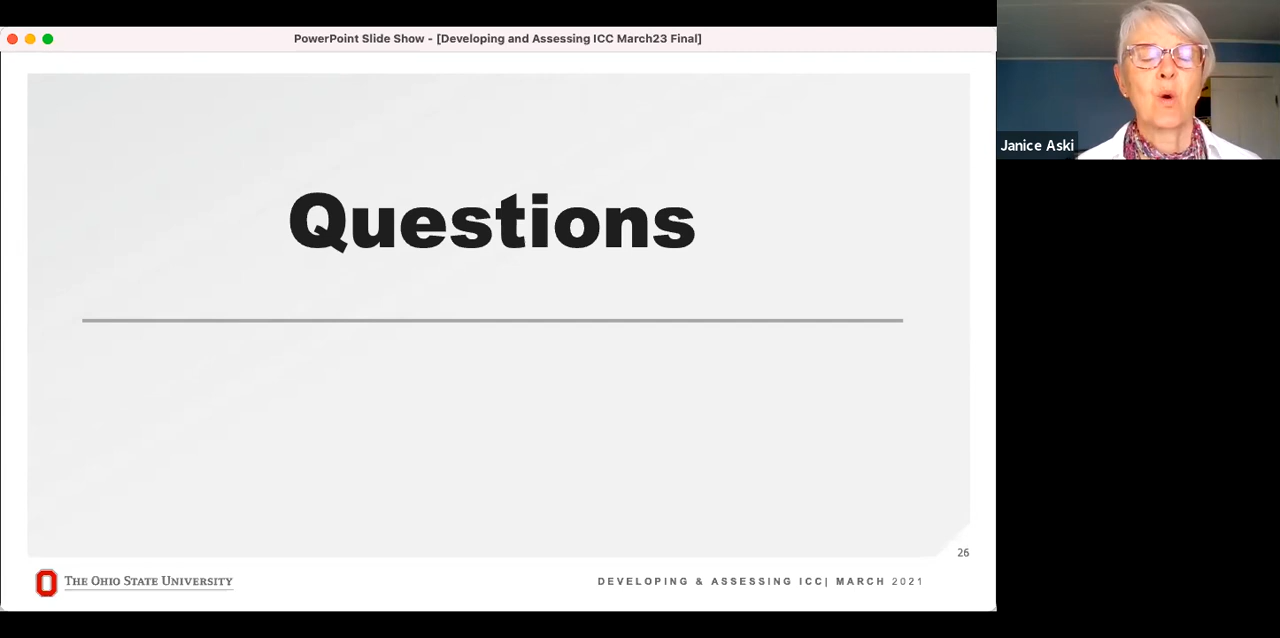 PowerPoint Slide Show - [Developing and Assessing ICC March23 Final]
Janice Aski
Questions
26
THE OHIO STATE UNIVERSITY
DEVELOPING & ASSESSING ICC| MARCH 2021